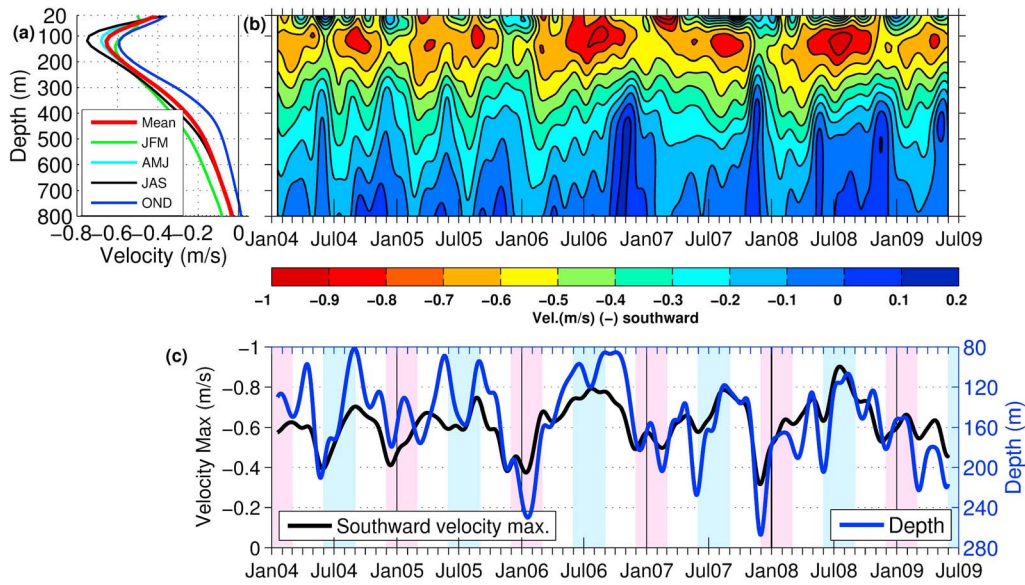 (a)
20
100
200
300
400
500
600
700
800
Depth (m)
Mean
JFM
AMJ
JAS
OND
-0.8 -0.6 -0.4 -0.2 0
Velocity (m/s)
(b)
Jan04 Jul04 Jan05 Jul05 Jan06 Jul06 Jan07 Jul07 Jan08 Jul08 Jan09 Jul09
-1 -0.9 -0.8 -0.7 -0.6 -0.5 -0.4 -0.3 -0.2 -0.1 0 0.1 0.2
Vel.(m/s) (-) southward
(c)
Velocity Max (m/s)
-1
-0.8
-0.6
-0.4
-0.2
0
Southward velocity max.
Depth
80
120
160
200
240
280
Depth (m)
Jan04 Jul04 Jan05 Jul05 Jan06 Jul06 Jan07 Jul07 Jan08 Jul08 Jan09 Jul09